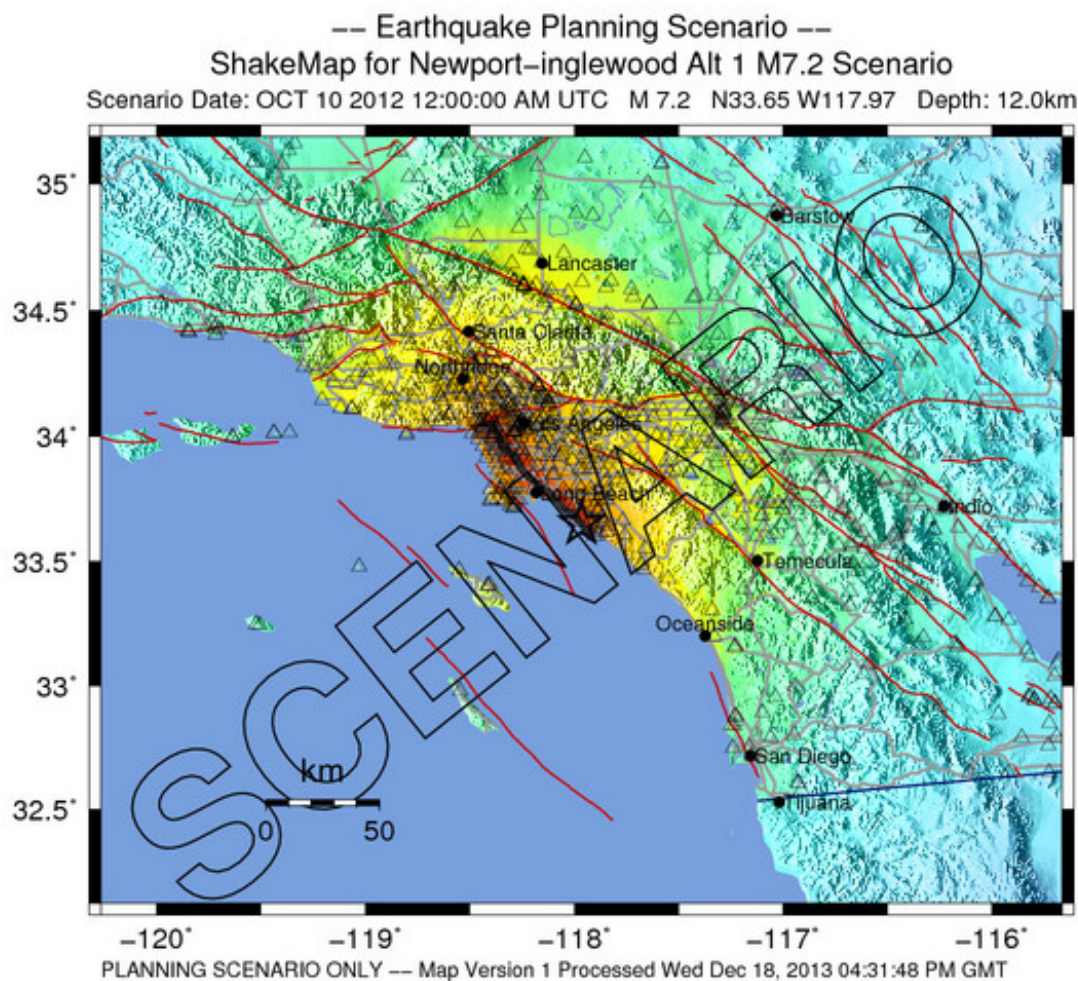 -- Earthquake Planning Scenario --
ShakeMap for Newport-inglewood Alt 1 M7.2 Scenario
Scenario Date: OCT 10 2012 12:00:00 AM UTC M 7.2 N33.65 W117.97 Depth: 12.0km
35°
Barstow
Lancaster
34.5°
Santa Clarita
Northridge
34°
Los Angeles
Long Beach
Indio
33.5°
Temecula
Oceanside
33°
SCENARIO
San Diego
km
32.5°
Tijuana
0 50
-120° -119° -118° -117° -116°
PLANNING SCENARIO ONLY -- Map Version 1 Processed Wed Dec 18, 2013 04:31:48 PM GMT